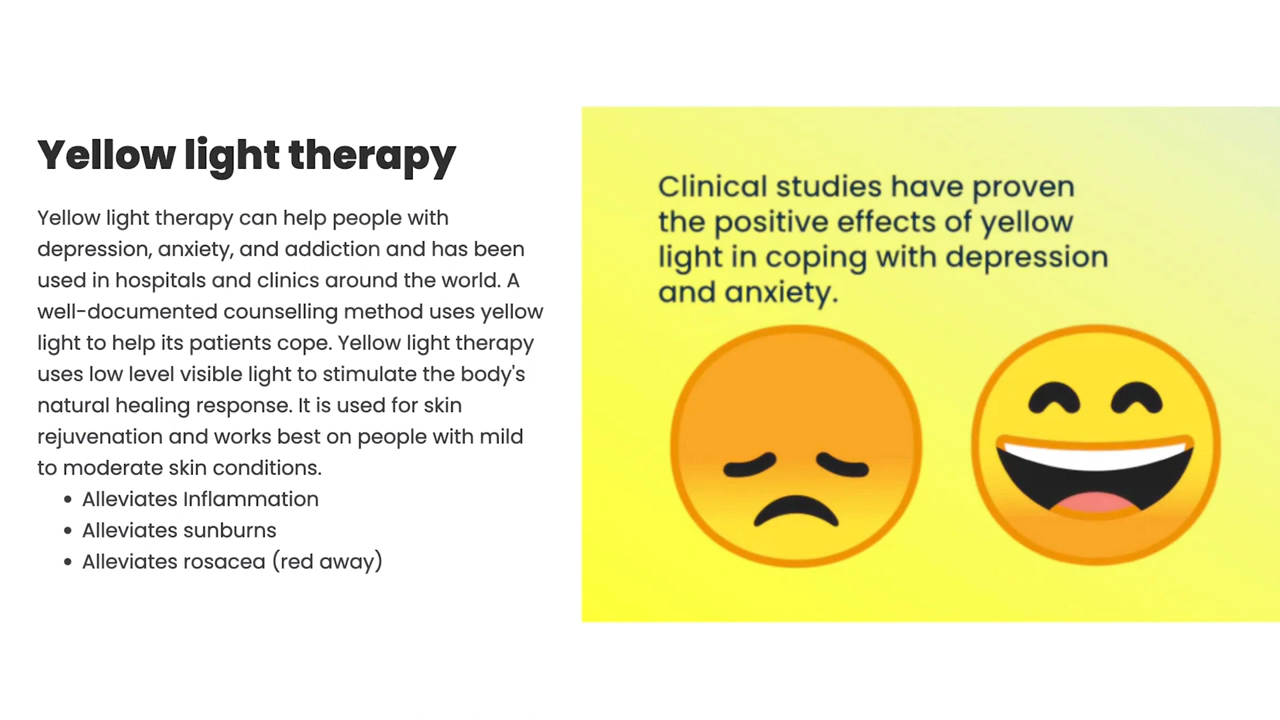 Yellow light therapy
Yellow light therapy can help people with
depression, anxiety, and addiction and has been
used in hospitals and clinics around the world. A
well-documented counselling method uses yellow
light to help its patients cope. Yellow light therapy
uses low level visible light to stimulate the body's
natural healing response. It is used for skin
rejuvenation and works best on people with mild
to moderate skin conditions.
• Alleviates Inflammation
• Alleviates sunburns
• Alleviates rosacea (red away)
Clinical studies have proven
the positive effects of yellow
light in coping with depression
and anxiety.